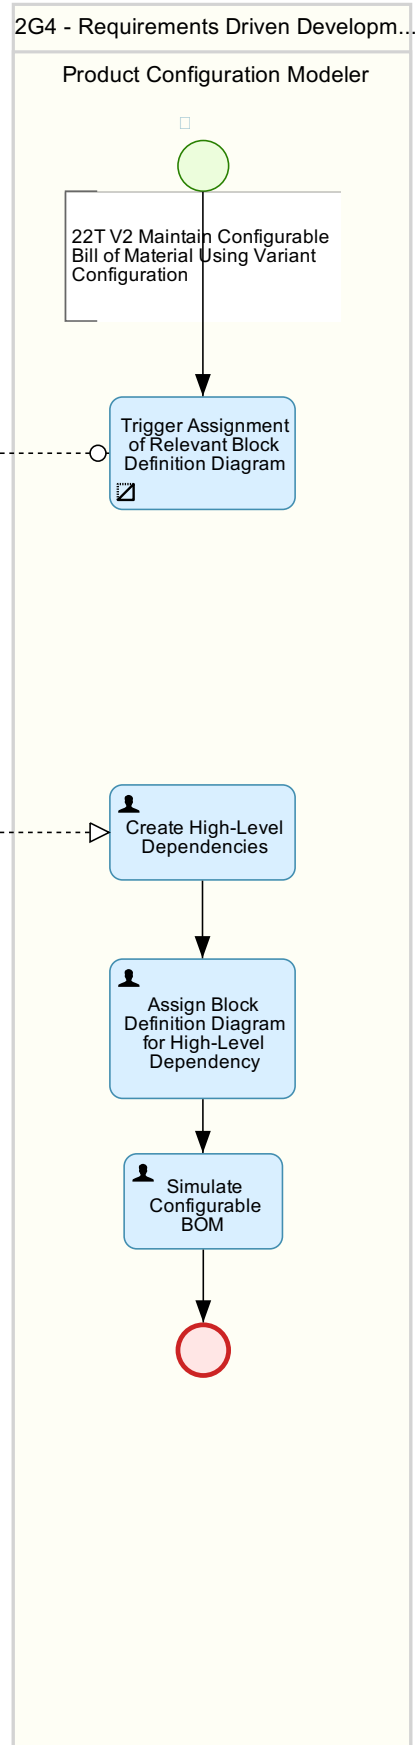 2G4 - Requirements Driven Developm...
Product Configuration Modeler
22T V2 Maintain Configurable
Bill of Material Using Variant
Configuration
Trigger Assignment
of Relevant Block
Definition Diagram
Create High-Level
Dependencies
Assign Block
Definition Diagram
for High-Level
Dependency
Simulate
Configurable
BOM